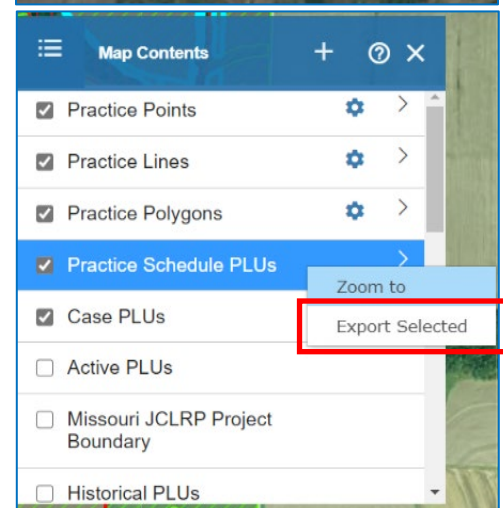 Map Contents
Practice Points
Practice Lines
Practice Polygons
Practice Schedule PLUs
Zoom to
Case PLUs
Export Selected
Active PLUs
Missouri JCLRP Project
Boundary
Historical PLUs